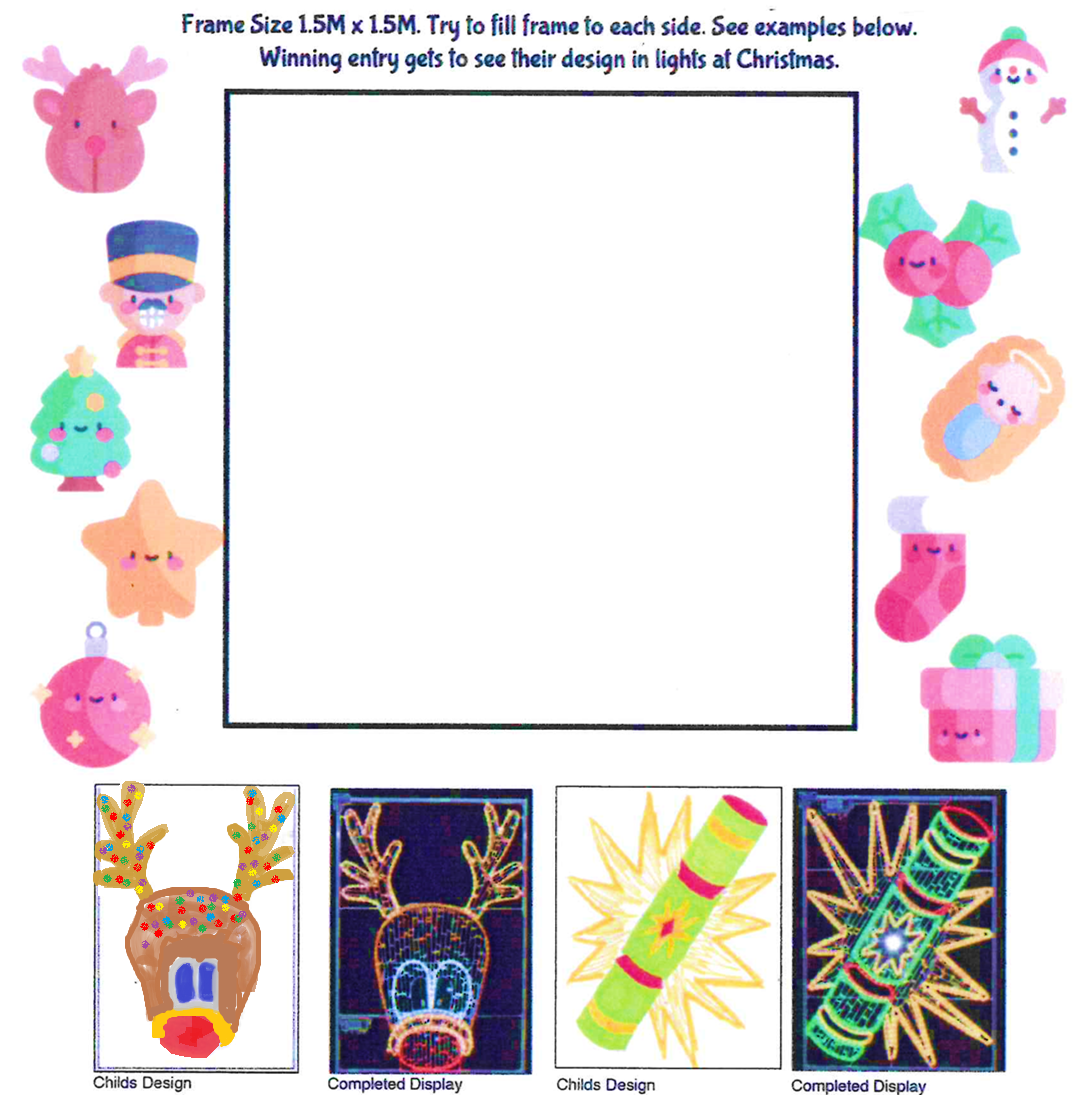 Frame Size 1.5M x 1.5M. Try to fill frame to each side. See examples below.
Winning entry gets to see their design in lights at Christmas.
Childs Design
Completed Display
Childs Design
Completed Display